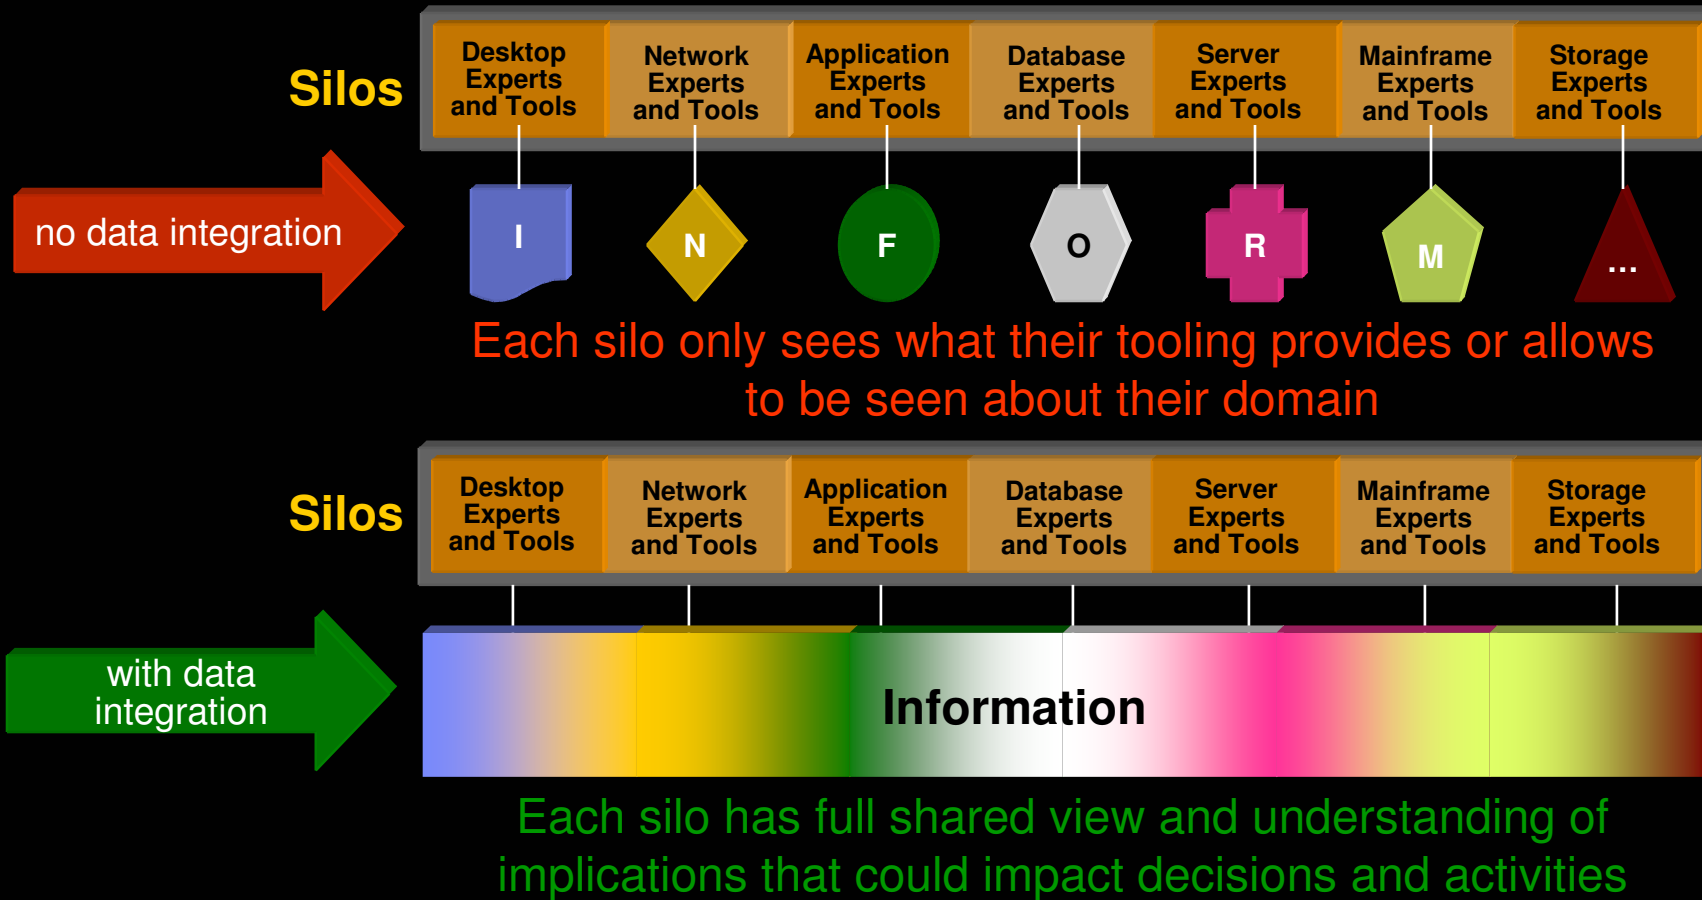 Silos
Desktop
Experts
and Tools
Network
Experts
and Tools
Application
Experts
and Tools
Database
Experts
and Tools
Server
Experts
and Tools
Mainframe
Experts
and Tools
Storage
Experts
and Tools
no data integration
I
N
F
O
R
M
...
Each silo only sees what their tooling provides or allows
to be seen about their domain
Silos
Desktop
Experts
and Tools
Network
Experts
and Tools
Application
Experts
and Tools
Database
Experts
and Tools
Server
Experts
and Tools
Mainframe
Experts
and Tools
Storage
Experts
and Tools
with data
integration
Information
Each silo has full shared view and understanding of
implications that could impact decisions and activities